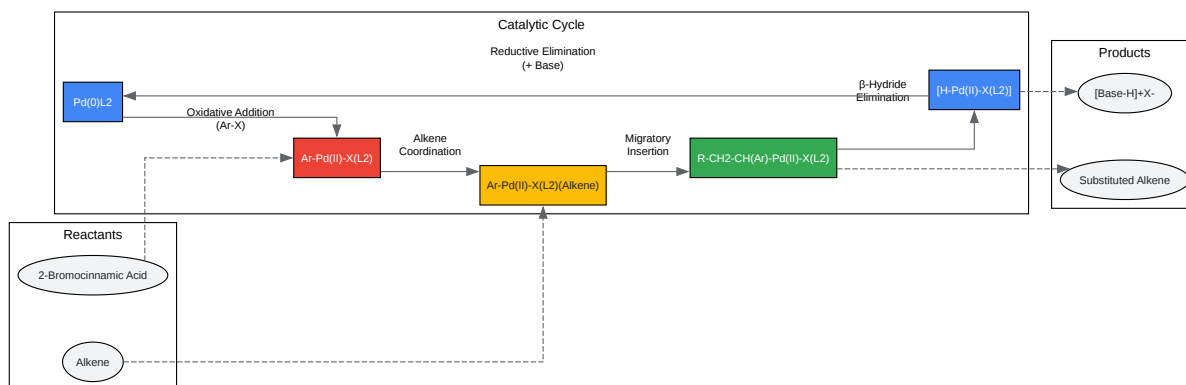 Catalytic Cycle
Reductive Elimination
(+ Base)
Products
Pd(0)L2
[H-Pd(II)-X(L2)]
β-Hydride
Elimination
[Base-H]+X-
Oxidative Addition
(Ar-X)
Ar-Pd(II)-X(L2)
Alkene
Coordination
Migratory
Insertion
R-CH2-CH(Ar)-Pd(II)-X(L2)
Ar-Pd(II)-X(L2)(Alkene)
Substituted Alkene
Reactants
2-Bromocinnamic Acid
Alkene